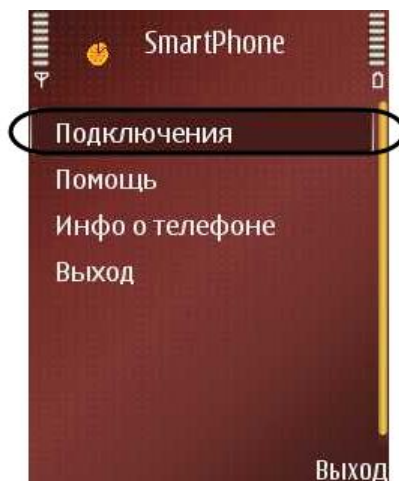 SmartPhone
Подключения
Помощь
Инфо о телефоне
Выход
Выход